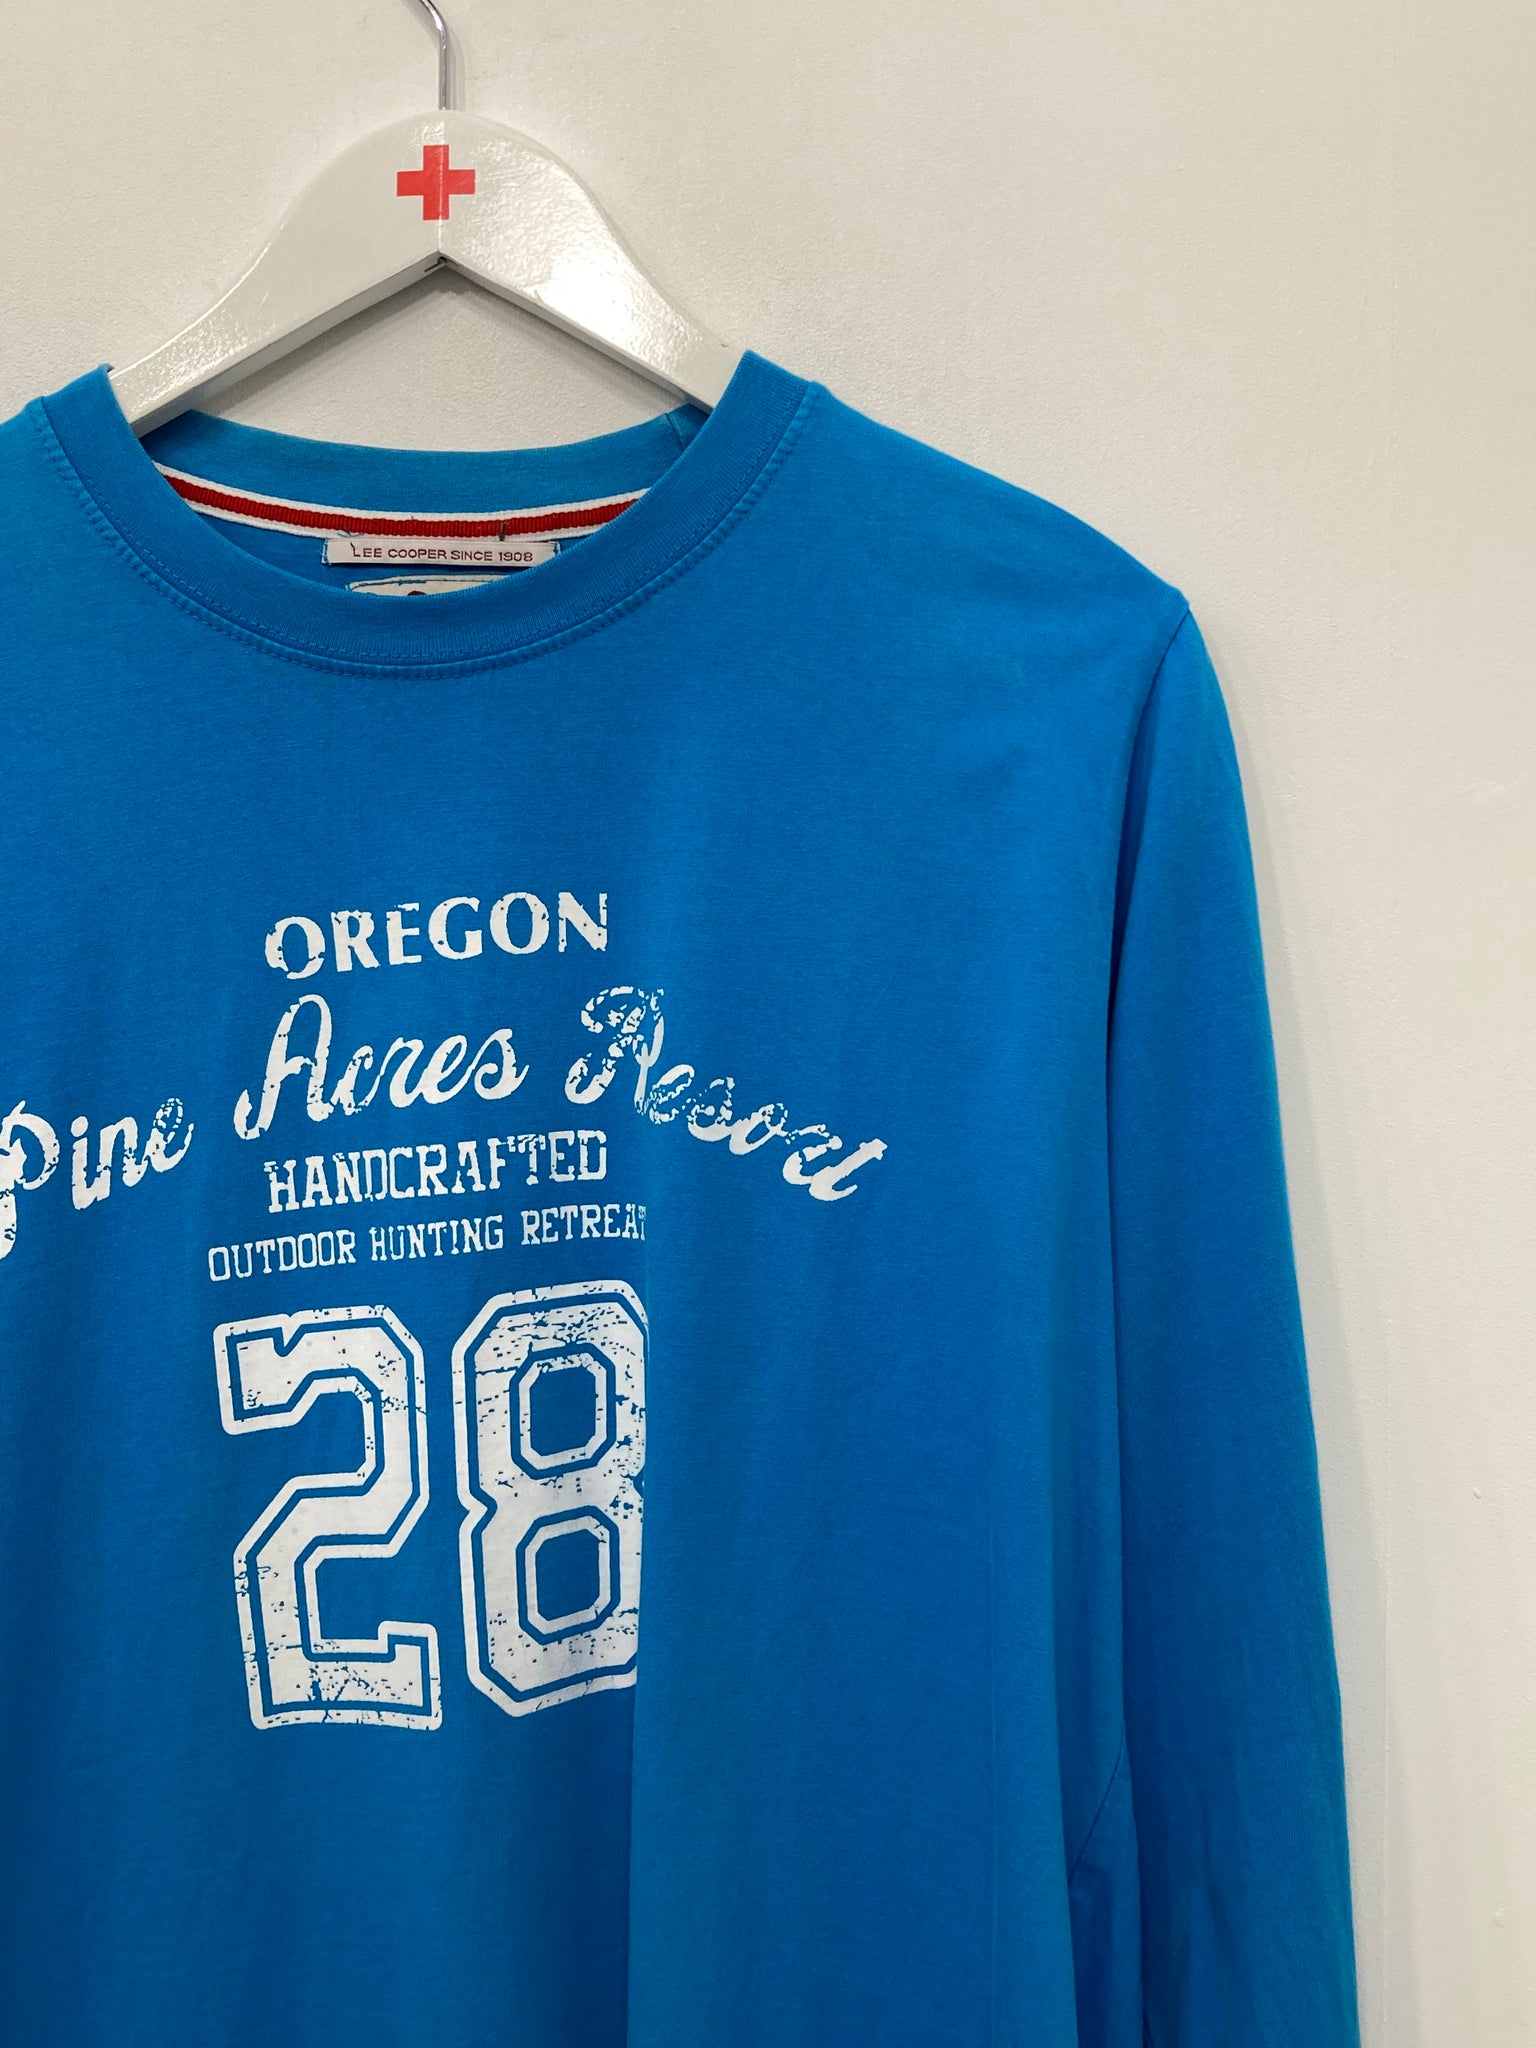 LEE COOPER SINCE 1908
OREGON
Pine Acres Resort
HANDCRAFTED
OUTDOOR HUNTING RETREAT
28